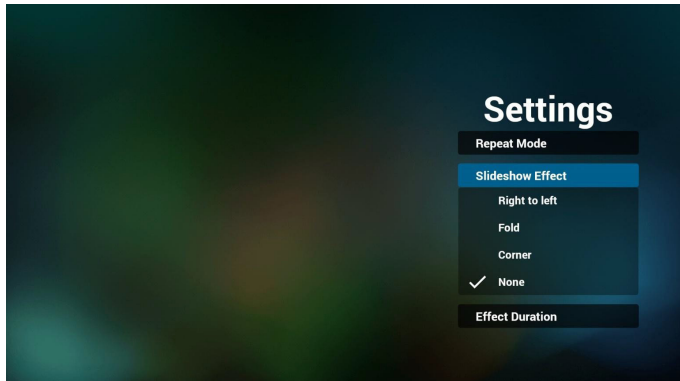 Settings
Repeat Mode
Slideshow Effect
Right to left
Fold
Corner
None
Effect Duration